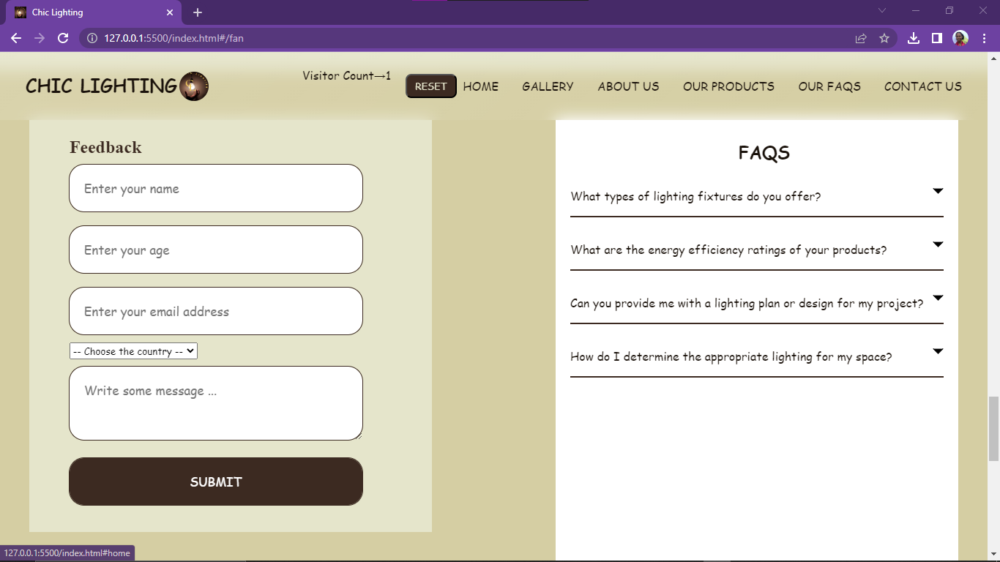 Chic Lighting
127.0.0.1:5500/index.html#/fan
CHIC LIGHTING
Visitor Count→1
RESET
HOME
GALLERY
ABOUT US
OUR PRODUCTS
OUR FAQS
CONTACT US
Feedback
Enter your name
Enter your age
Enter your email address
-- Choose the country --
Write some message ...
SUBMIT
FAQS
What types of lighting fixtures do you offer?
What are the energy efficiency ratings of your products?
Can you provide me with a lighting plan or design for my project?
How do I determine the appropriate lighting for my space?
127.0.0.1:5500/index.html#home